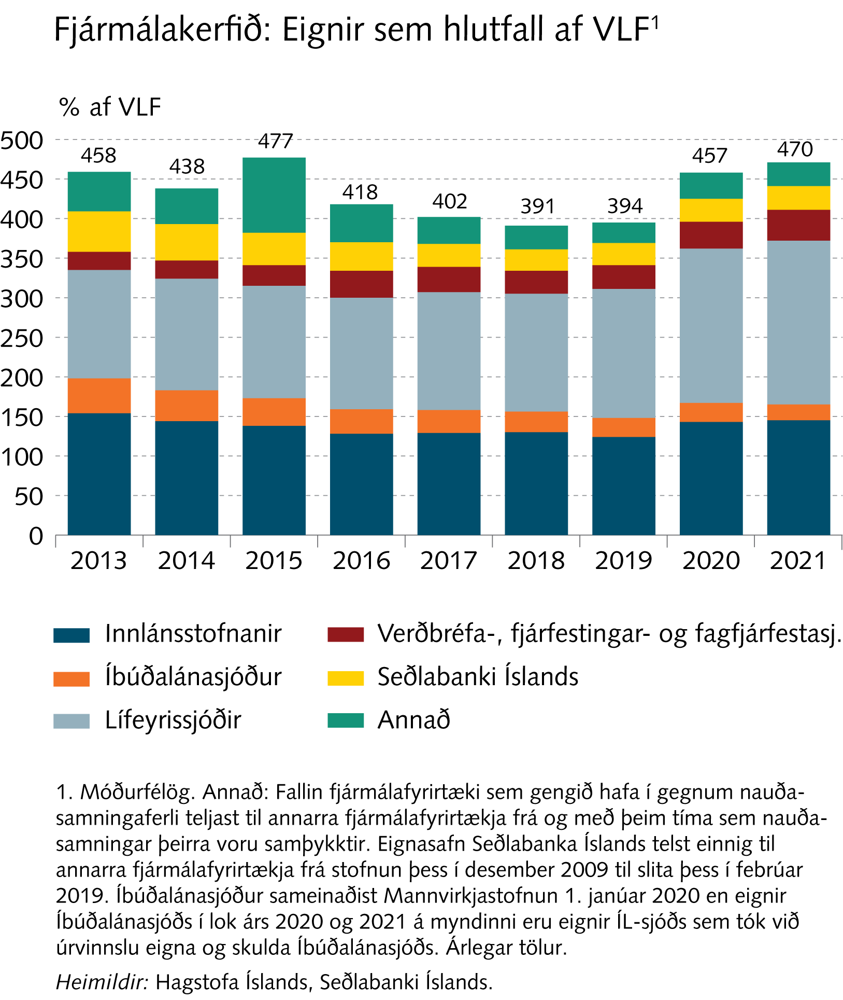 Fjármálakerfið: Eignir sem hlutfall af VLF¹
% af VLF
500
450
400
350
300
250
200
150
100
50
0
458
438
477
418
402
391
394
457
470
2013 2014 2015 2016 2017 2018 2019 2020 2021
Innlánsstofnanir
Íbúðalánasjóður
Lífeyrissjóðir
Verðbréfa-, fjárfestingar- og fagfjárfestasj.
Seðlabanki Íslands
Annað
1. Móðurfélög. Annað: Fallin fjármálafyrirtæki sem gengið hafa í gegnum nauða-
samningaferli teljast til annarra fjármálafyrirtækja frá og með þeim tíma sem nauða-
samningar þeirra voru samþykktir. Eignasafn Seðlabanka Íslands telst einnig til
annarra fjármálafyrirtækja frá stofnun þess í desember 2009 til slita þess í febrúar
2019. Íbúðalánasjóður sameinaðist Mannvirkjastofnun 1. janúar 2020 en eignir
Íbúðalánasjóðs í lok árs 2020 og 2021 á myndinni eru eignir ÍL-sjóðs sem tók við
úrvinnslu eigna og skulda Íbúðalánasjóðs. Árlegar tölur.
Heimildir: Hagstofa Íslands, Seðlabanki Íslands.